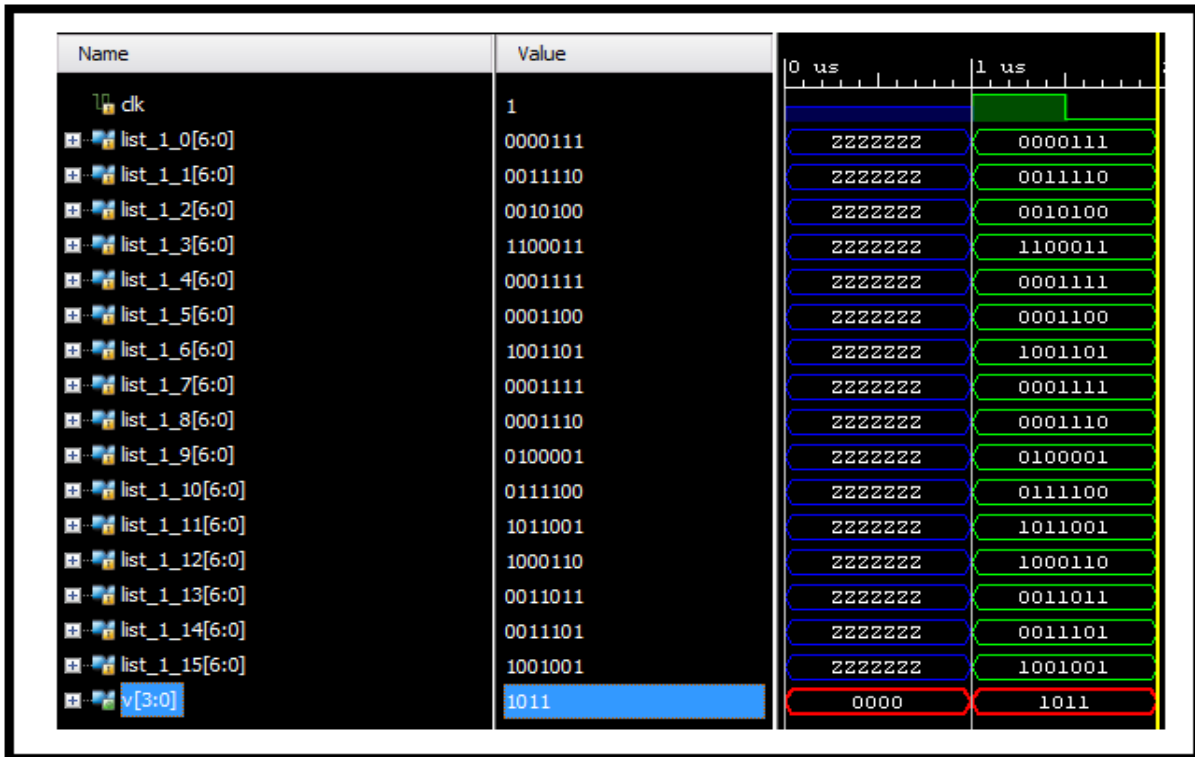 Name Value 0 us 1 us
clk 1
list_1_0[6:0] 0000111 ZZZZZZZ 0000111
list_1_1[6:0] 0011110 ZZZZZZZ 0011110
list_1_2[6:0] 0010100 ZZZZZZZ 0010100
list_1_3[6:0] 1100011 ZZZZZZZ 1100011
list_1_4[6:0] 0001111 ZZZZZZZ 0001111
list_1_5[6:0] 0001100 ZZZZZZZ 0001100
list_1_6[6:0] 1001101 ZZZZZZZ 1001101
list_1_7[6:0] 0001111 ZZZZZZZ 0001111
list_1_8[6:0] 0001110 ZZZZZZZ 0001110
list_1_9[6:0] 0100001 ZZZZZZZ 0100001
list_1_10[6:0] 0111100 ZZZZZZZ 0111100
list_1_11[6:0] 1011001 ZZZZZZZ 1011001
list_1_12[6:0] 1000110 ZZZZZZZ 1000110
list_1_13[6:0] 0011011 ZZZZZZZ 0011011
list_1_14[6:0] 0011101 ZZZZZZZ 0011101
list_1_15[6:0] 1001001 ZZZZZZZ 1001001
v[3:0] 1011 0000 1011